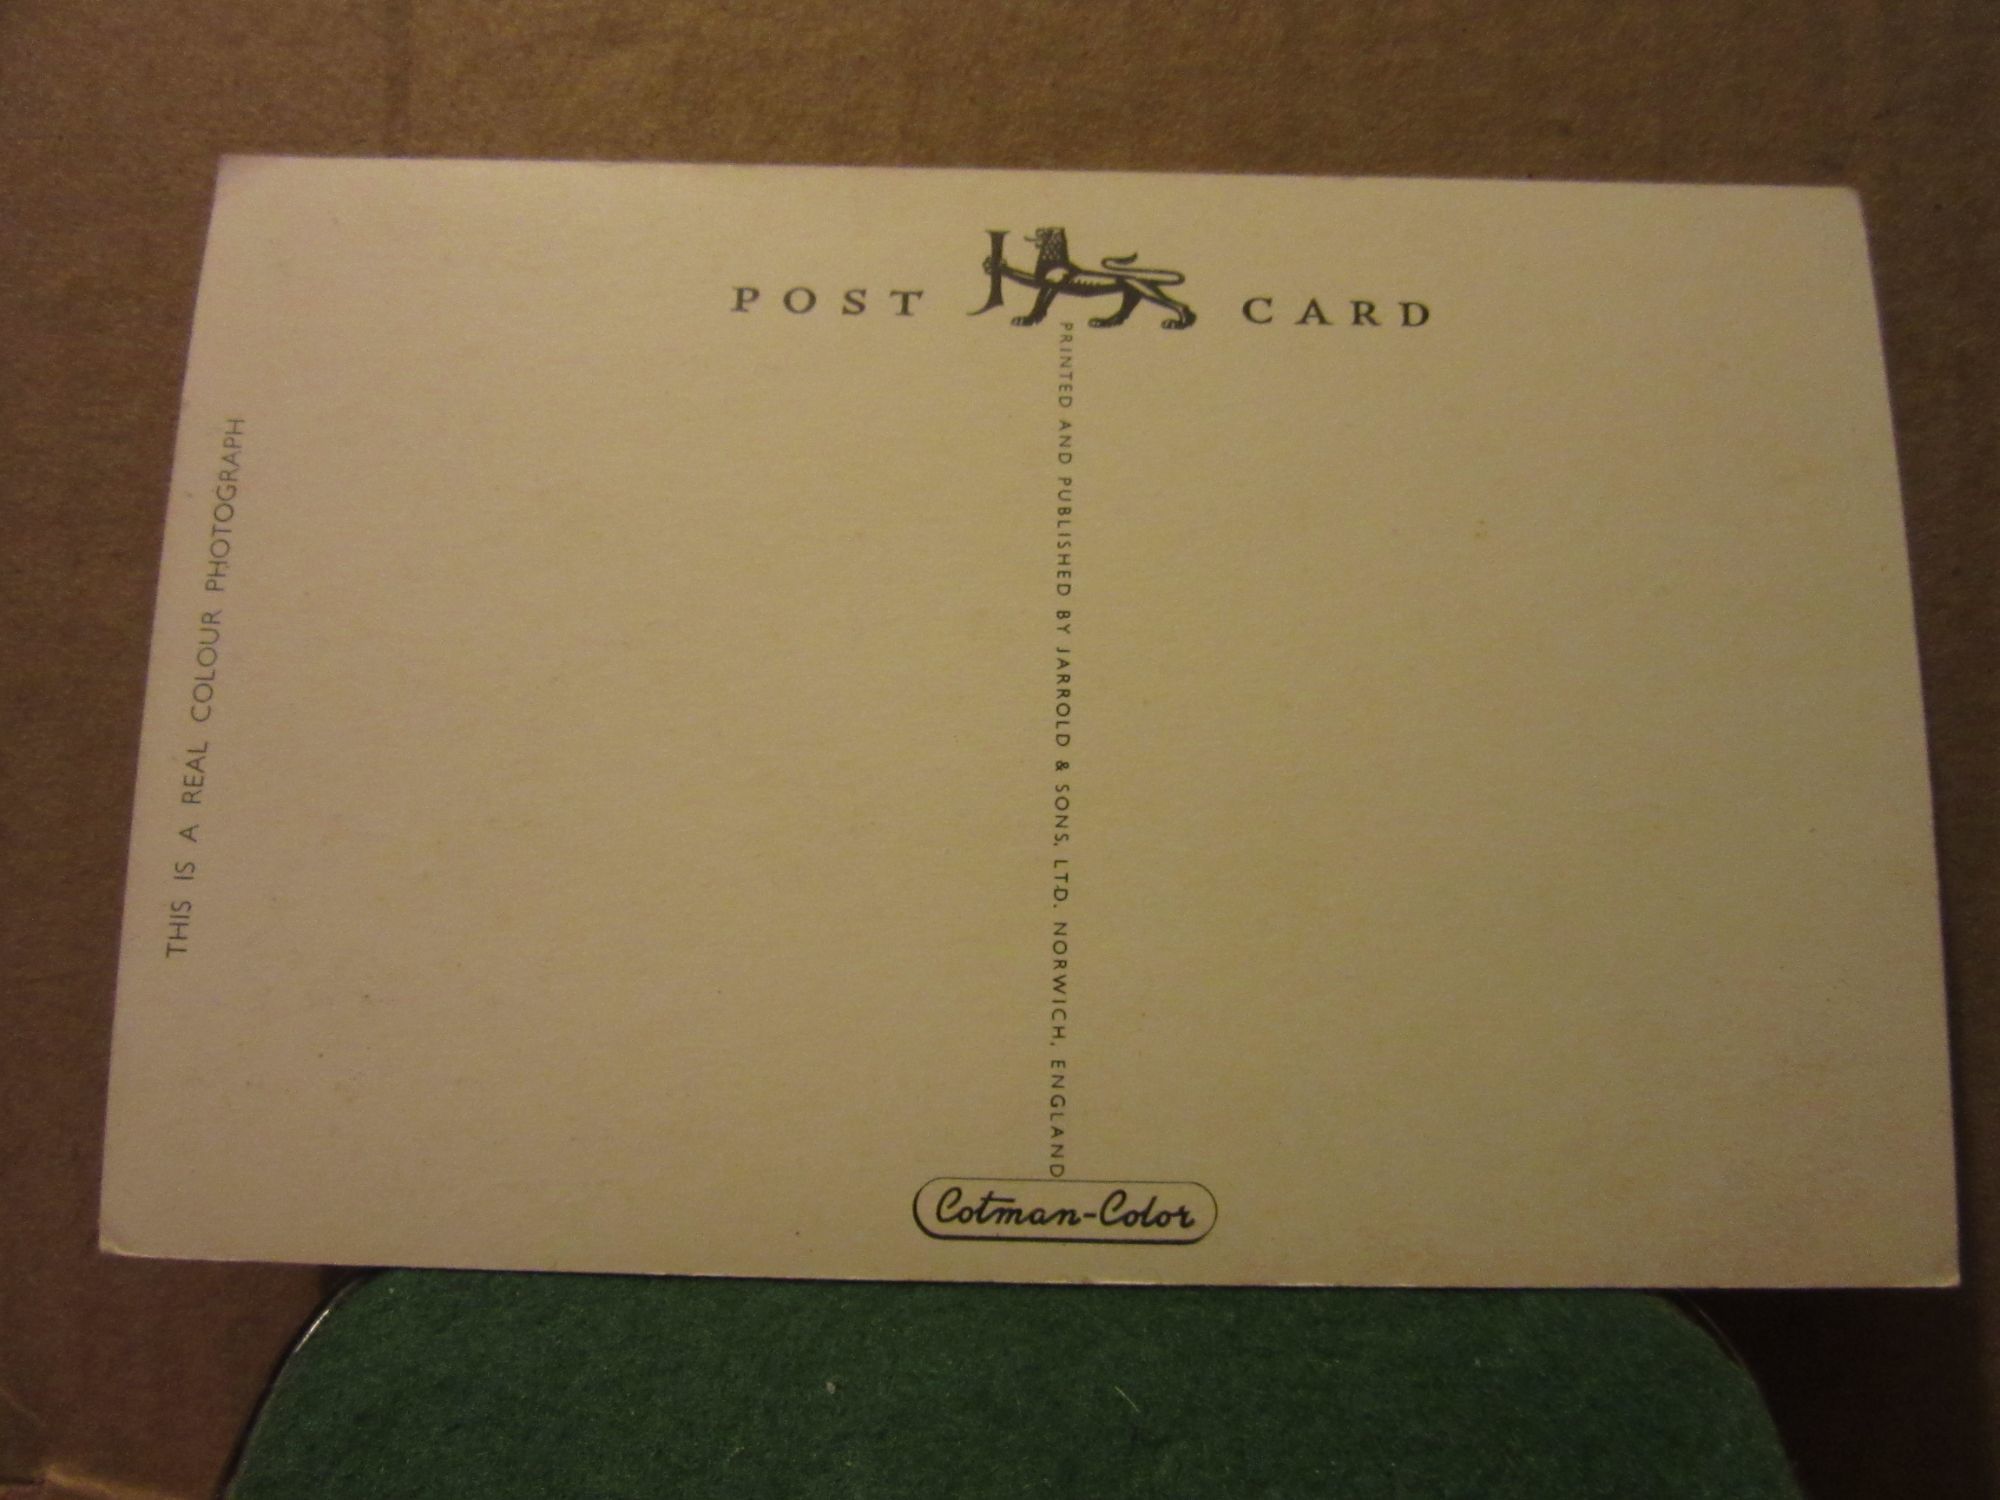 POST J CARD
THIS IS A REAL COLOUR PHOTOGRAPH
PRINTED AND PUBLISHED BY JARROLD & SONS, LTD. NORWICH, ENGLAND
Cotman-Color